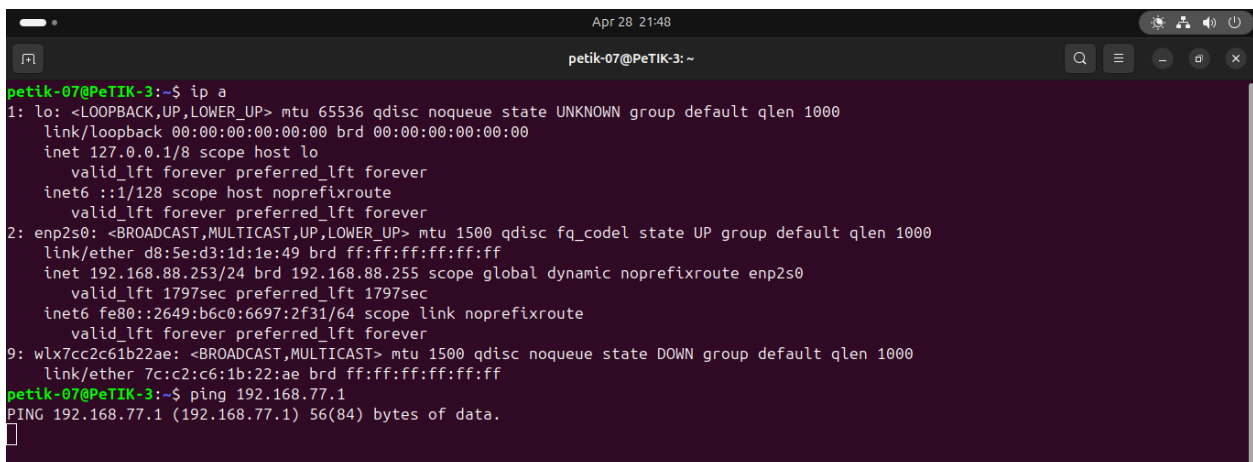 Apr 28 21:48
petik-07@PeTIK-3: ~
petik-07@PeTIK-3:~$ ip a
1: lo: <LOOPBACK,UP,LOWER_UP> mtu 65536 qdisc noqueue state UNKNOWN group default qlen 1000
    link/loopback 00:00:00:00:00:00 brd 00:00:00:00:00:00
    inet 127.0.0.1/8 scope host lo
       valid_lft forever preferred_lft forever
    inet6 ::1/128 scope host noprefixroute
       valid_lft forever preferred_lft forever
2: enp2s0: <BROADCAST,MULTICAST,UP,LOWER_UP> mtu 1500 qdisc fq_codel state UP group default qlen 1000
    link/ether d8:5e:d3:1d:1e:49 brd ff:ff:ff:ff:ff:ff
    inet 192.168.88.253/24 brd 192.168.88.255 scope global dynamic noprefixroute enp2s0
       valid_lft 1797sec preferred_lft 1797sec
    inet6 fe80::2649:b6c0:6697:2f31/64 scope link noprefixroute
       valid_lft forever preferred_lft forever
9: wlx7cc2c61b22ae: <BROADCAST,MULTICAST> mtu 1500 qdisc noqueue state DOWN group default qlen 1000
    link/ether 7c:c2:c6:1b:22:ae brd ff:ff:ff:ff:ff:ff
petik-07@PeTIK-3:~$ ping 192.168.77.1
PING 192.168.77.1 (192.168.77.1) 56(84) bytes of data.